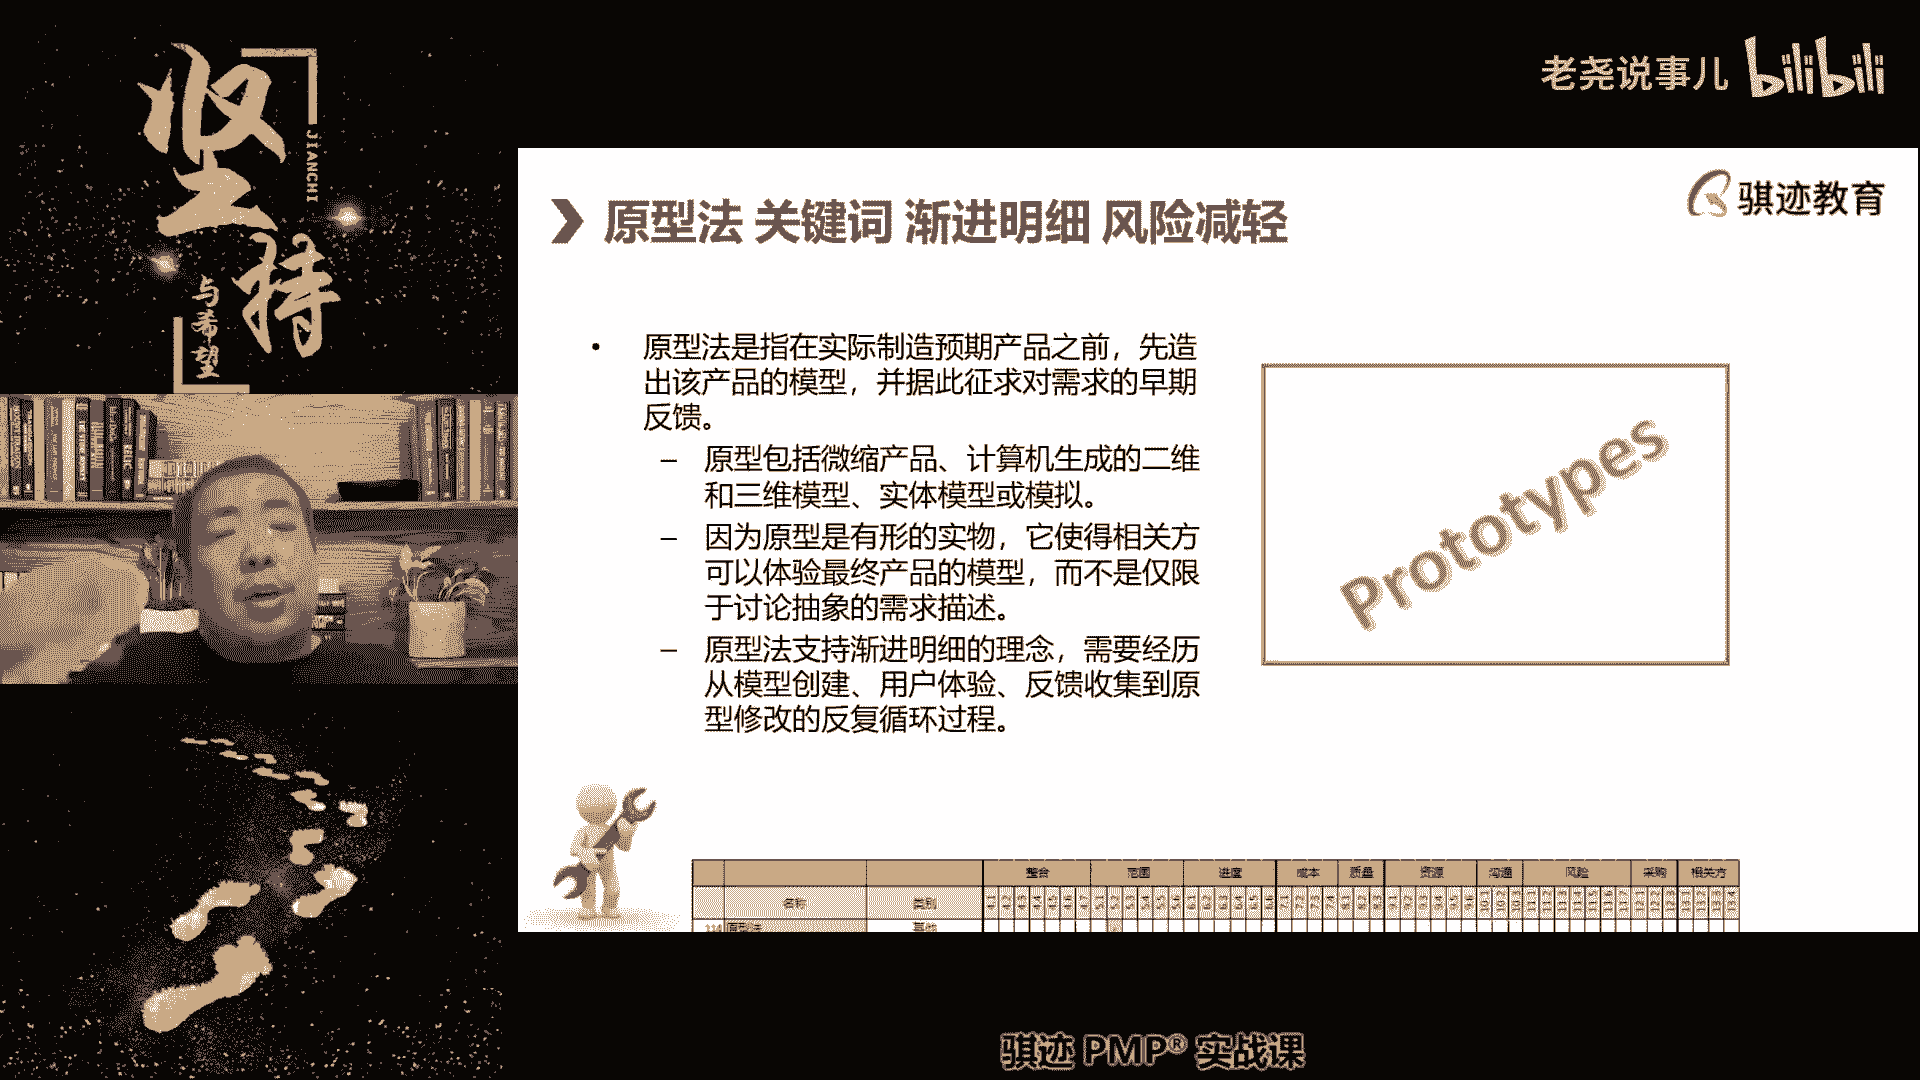 坚持
JIANCHI
与希望
老尧说事儿 bilibili
骐迹教育
原型法 关键词 渐进明细 风险减轻
• 原型法是指在实际制造预期产品之前，先造
出该产品的模型，并据此征求对需求的早期
反馈。
– 原型包括微缩产品、计算机生成的二维
和三维模型、实体模型或模拟。
– 因为原型是有形的实物，它使得相关方
可以体验最终产品的模型，而不是仅限
于讨论抽象的需求描述。
– 原型法支持渐进明细的理念，需要经历
从模型创建、用户体验、反馈收集到原
型修改的反复循环过程。
Prototypes
整合 范围 进度 成本 质量 资源 沟通 风险 采购 相关方
名称 类别
原型法 其他
骐迹 PMP® 实战课